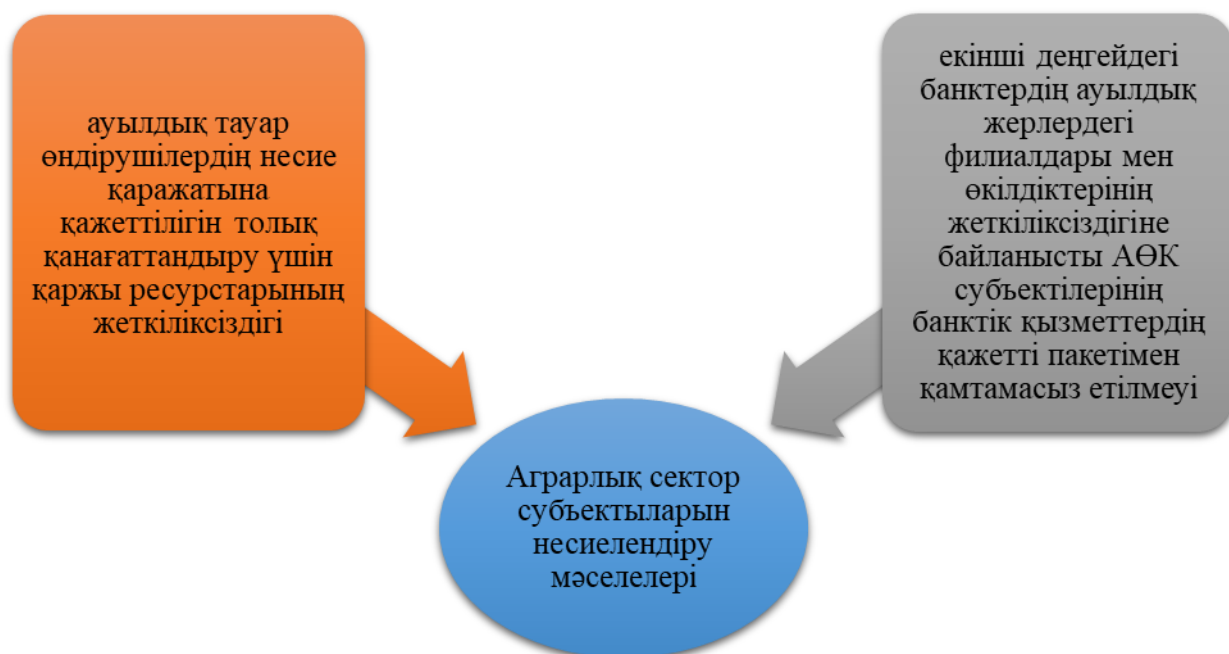 ауылдық тауар
өндірушілердің несие
қаражатына
қажеттілігін толық
қанағаттандыру үшін
қаржы ресурстарының
жеткіліксіздігі
екінші деңгейдегі
банктердің ауылдық
жерлердегі
филиалдары мен
өкілдіктерінің
жеткіліксіздігіне
байланысты АӨК
субъектілерінің
банктік қызметтердің
қажетті пакетімен
қамтамасыз етілмеуі
Аграрлық сектор
субъектыларын
несиелендіру
мәселелері